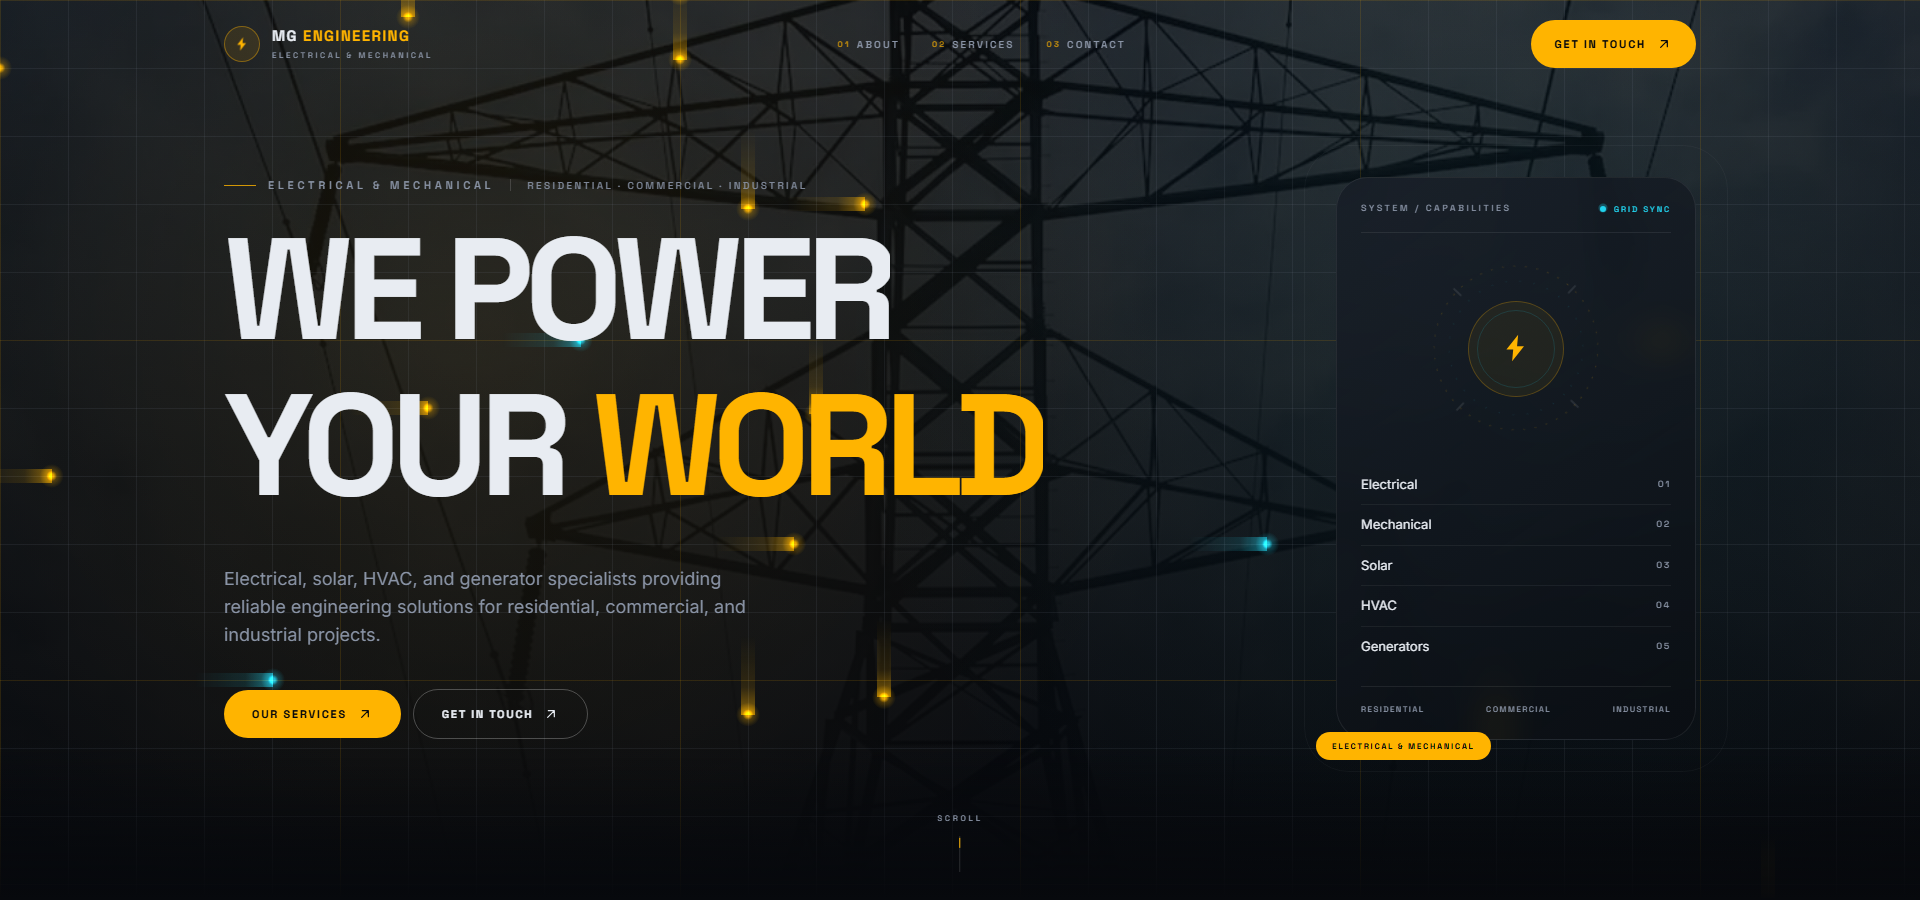 MG ENGINEERING
ELECTRICAL & MECHANICAL
01 ABOUT
02 SERVICES
03 CONTACT
GET IN TOUCH
ELECTRICAL & MECHANICAL
RESIDENTIAL · COMMERCIAL · INDUSTRIAL
WE POWER
YOUR WORLD
Electrical, solar, HVAC, and generator specialists providing
reliable engineering solutions for residential, commercial, and
industrial projects.
OUR SERVICES
GET IN TOUCH
SYSTEM / CAPABILITIES
GRID SYNC
Electrical 01
Mechanical 02
Solar 03
HVAC 04
Generators 05
RESIDENTIAL
COMMERCIAL
INDUSTRIAL
ELECTRICAL & MECHANICAL
SCROLL